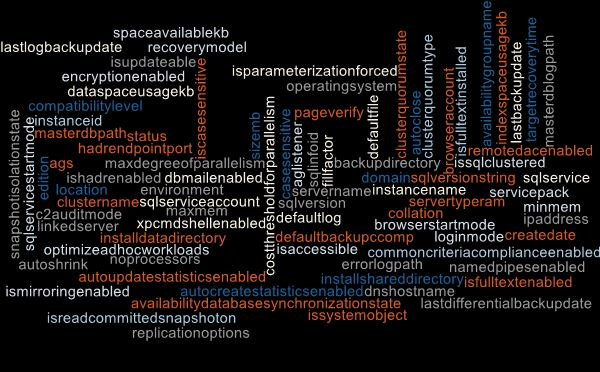 spaceavailablekb
lastlogbackupdate
recoverymodel
isupdateable
encryptionenabled
dataspaceusagekb
iscasesensitive
isparameterizationforced
operatingsystem
compatibilitylevel
instanceid
masterdbpath
status
hadrendpointport
snapshotisolationstate
sqlservicestartmode
edition
ags
maxdegreeofparallelism
ishadrenabled
dbmailenabled
location
environment
clustername
sqlserviceaccount
c2auditmode
maxmem
linkedserver
xpcmdshellenabled
installdatadirectory
optimizeadhocworkloads
autoshrink
noprocessors
autoupdatestatisticsenabled
ismirroringenabled
autocreatestatisticsenabled
availabilitydatabasesynchronizationstate
isreadcommittedsnapshoton
replicationoptions
sizemb
costthresholdforparallelism
casesensitive
aglistener
sqlinfold
fillfactor
pageverify
defaultfile
clusterquorumstate
autoclose
clusterquorumtype
browseraccount
isfulltextinstalled
availabilitygroupname
indexspaceusagekb
lastbackupdate
targetrecoverytime
masterdblogpath
remotedacenabled
backupdirectory
issqlclustered
domain
sqlversionstring
sqlservice
servername
instancename
servicepack
sqlversion
servertyperam
minmem
defaultlog
collation
ipaddress
browserstartmode
defaultbackupccomp
loginmode
createdate
isaccessible
commoncriteriacomplianceenabled
errorlogpath
namedpipesenabled
installshareddirectory
isfulltextenabled
dnshostname
lastdifferentialbackupdate
issystemobject